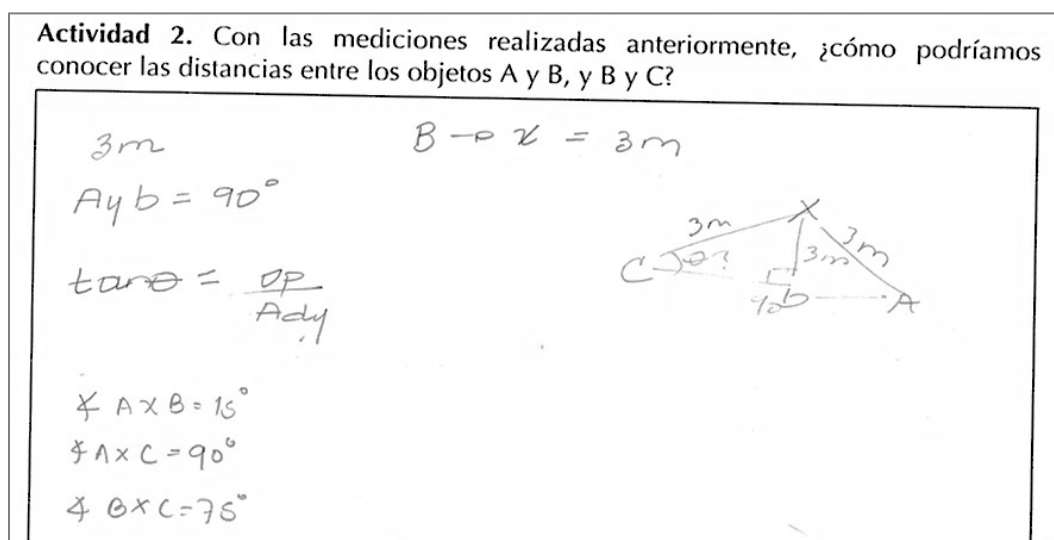 Actividad 2. Con las mediciones realizadas anteriormente, ¿cómo podríamos
conocer las distancias entre los objetos A y B, y B y C?
3m
B → x = 3m
A y b = 90°
tanθ = OP
Ady
X
3m
3m
3m
C
θ?
90
b
A
∡ A X B = 15°
∡ A X C = 90°
∡ B X C = 75°